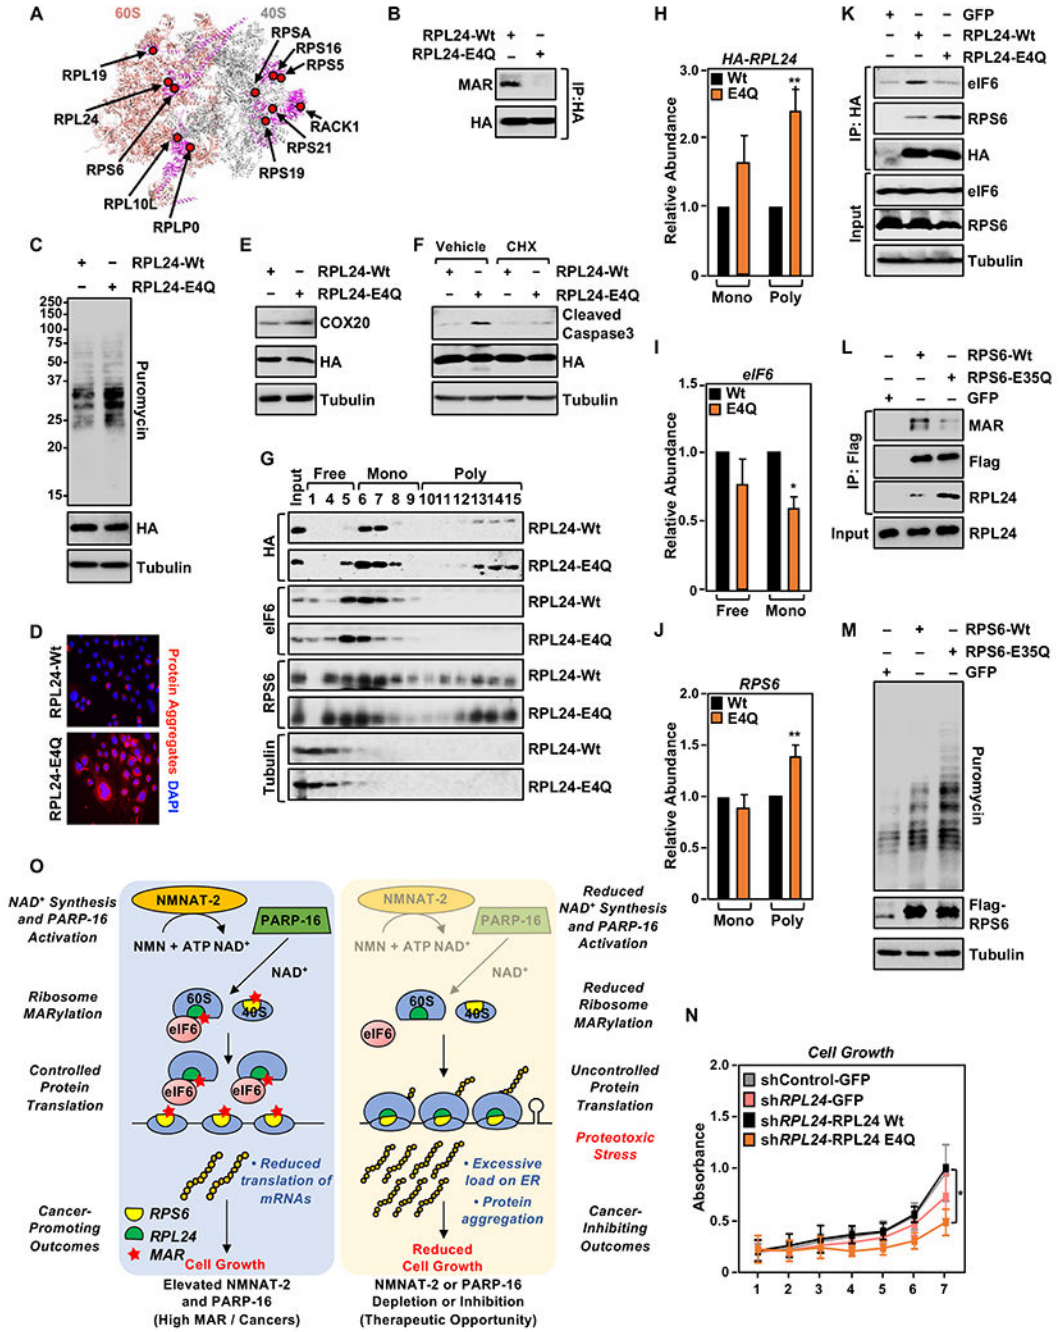 A
60S
40S
RPSA
RPS16
RPS5
RPL19
RPL24
RACK1
RPS6
RPS21
RPL10L
RPS19
RPLP0
B
+ – RPL24-Wt
– + RPL24-E4Q
MAR
HA
IP:HA
C
+ – RPL24-Wt
– + RPL24-E4Q
250
150
100
75
50
37
25
20
15
Puromycin
HA
Tubulin
D
RPL24-Wt
RPL24-E4Q
Protein Aggregates DAPI
E
+ – RPL24-Wt
– + RPL24-E4Q
COX20
HA
Tubulin
F
Vehicle CHX
+ – + – RPL24-Wt
– + – + RPL24-E4Q
Cleaved
Caspase3
HA
Tubulin
G
Free Mono Poly
Input 1 4 5 6 7 8 9 10 11 12 13 14 15
HA
RPL24-Wt
RPL24-E4Q
eIF6
RPL24-Wt
RPL24-E4Q
RPS6
RPL24-Wt
RPL24-E4Q
Tubulin
RPL24-Wt
RPL24-E4Q
H
HA-RPL24
Relative Abundance
3.0
2.0
1.0
0
Wt
E4Q
**
Mono Poly
I
eIF6
Relative Abundance
1.5
1.0
0.5
0
Wt
E4Q
*
Free Mono
J
RPS6
Relative Abundance
2.0
1.5
1.0
0.5
0
Wt
E4Q
**
Mono Poly
K
+ – – GFP
– + – RPL24-Wt
– – + RPL24-E4Q
IP: HA
eIF6
RPS6
HA
Input
eIF6
RPS6
Tubulin
L
– + – RPS6-Wt
– – + RPS6-E35Q
+ – – GFP
IP: Flag
MAR
Flag
RPL24
Input
RPL24
M
– + – RPS6-Wt
– – + RPS6-E35Q
+ – – GFP
Puromycin
Flag-
RPS6
Tubulin
N
Cell Growth
Absorbance
2.0
1.5
1.0
0.5
0
shControl-GFP
shRPL24-GFP
shRPL24-RPL24 Wt
shRPL24-RPL24 E4Q
*
1 2 3 4 5 6 7
O
NAD⁺ Synthesis
and PARP-16
Activation
Ribosome
MARylation
Controlled
Protein
Translation
Cancer-
Promoting
Outcomes
NMNAT-2
PARP-16
NMN + ATP NAD⁺
NAD⁺
60S
40S
eIF6
eIF6
eIF6
• Reduced
translation of
mRNAs
RPS6
RPL24
MAR
Cell Growth
Elevated NMNAT-2
and PARP-16
(High MAR / Cancers)
NMNAT-2
PARP-16
NMN + ATP NAD⁺
NAD⁺
60S
40S
eIF6
• Excessive
load on ER
• Protein
aggregation
Reduced
Cell Growth
NMNAT-2 or PARP-16
Depletion or Inhibition
(Therapeutic Opportunity)
Reduced
NAD⁺ Synthesis
and PARP-16
Activation
Reduced
Ribosome
MARylation
Uncontrolled
Protein
Translation
Proteotoxic
Stress
Cancer-
Inhibiting
Outcomes